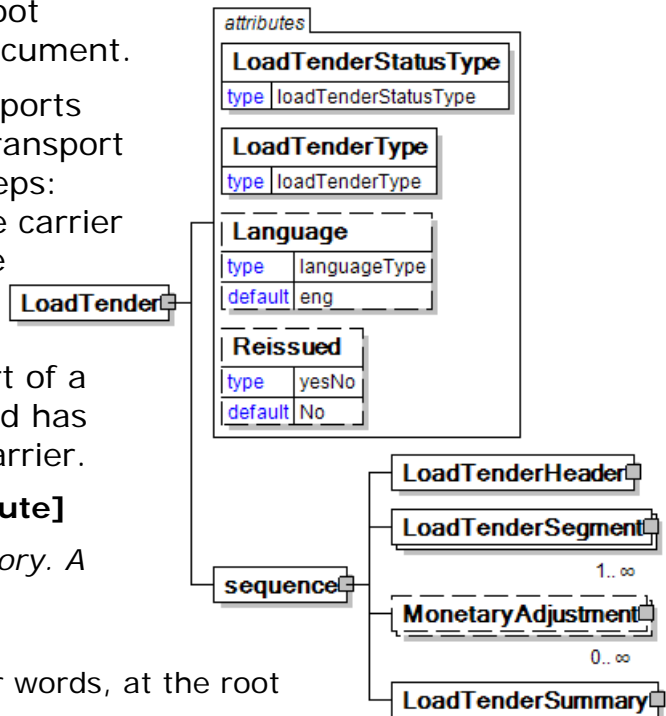 oot
cument.
ports
ransport
eps:
e carrier
e
rt of a
d has
arrier.
ute]
ory. A
r words, at the root
attributes
LoadTenderStatusType
type loadTenderStatusType
LoadTenderType
type loadTenderType
Language
type languageType
default eng
Reissued
type yesNo
default No
LoadTender
sequence
LoadTenderHeader
LoadTenderSegment
1.. ∞
MonetaryAdjustment
0.. ∞
LoadTenderSummary